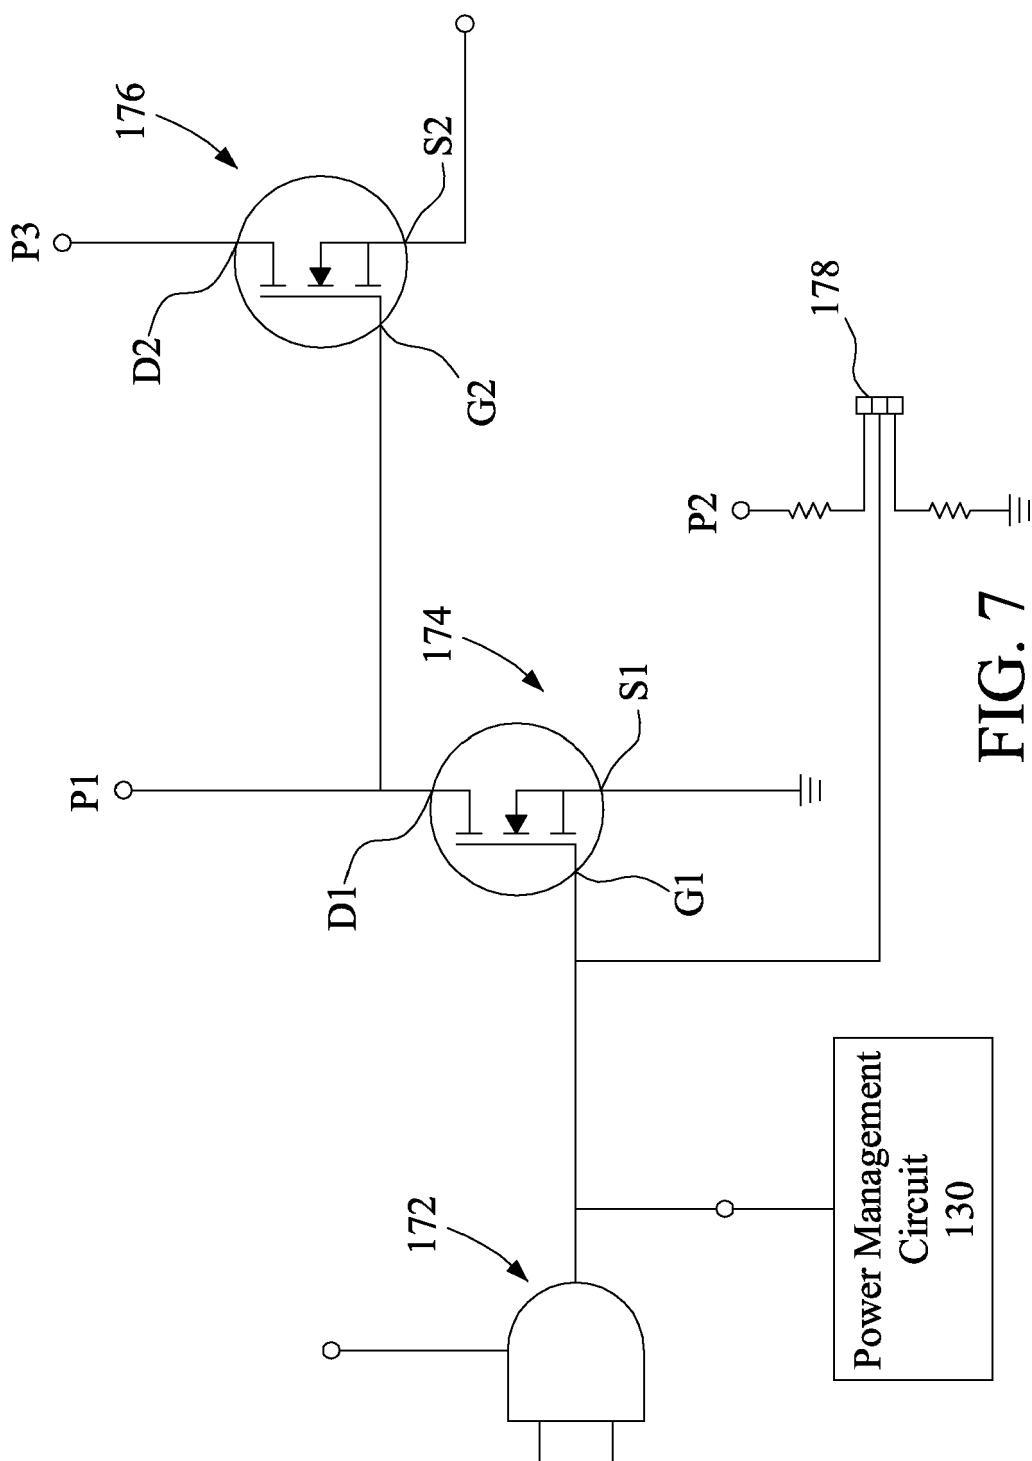 P3
176
D2
S2
G2
P1
174
D1
S1
G1
P2
178
172
Power Management
Circuit
130
FIG. 7